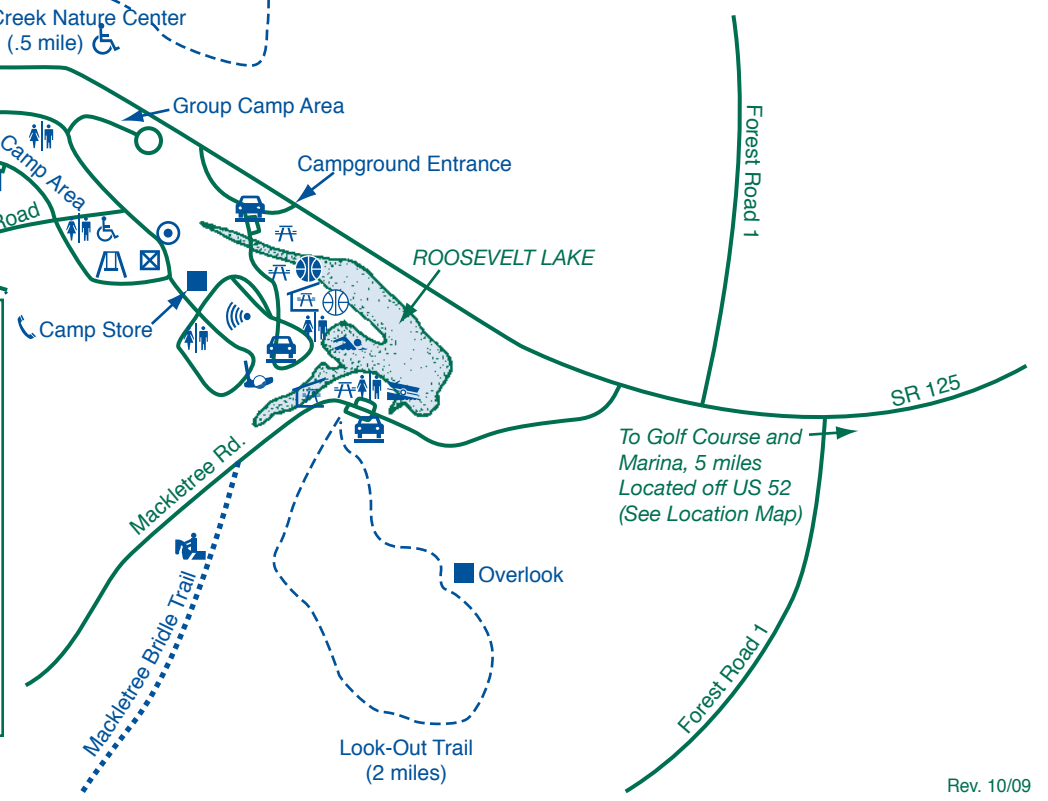 Creek Nature Center
(.5 mile)
Group Camp Area
Campground Entrance
Camp Area
Road
ROOSEVELT LAKE
Camp Store
Forest Road 1
SR 125
To Golf Course and
Marina, 5 miles
Located off US 52
(See Location Map)
Mackletree Rd.
Overlook
Mackletree Bridle Trail
Forest Road 1
Look-Out Trail
(2 miles)
Rev. 10/09